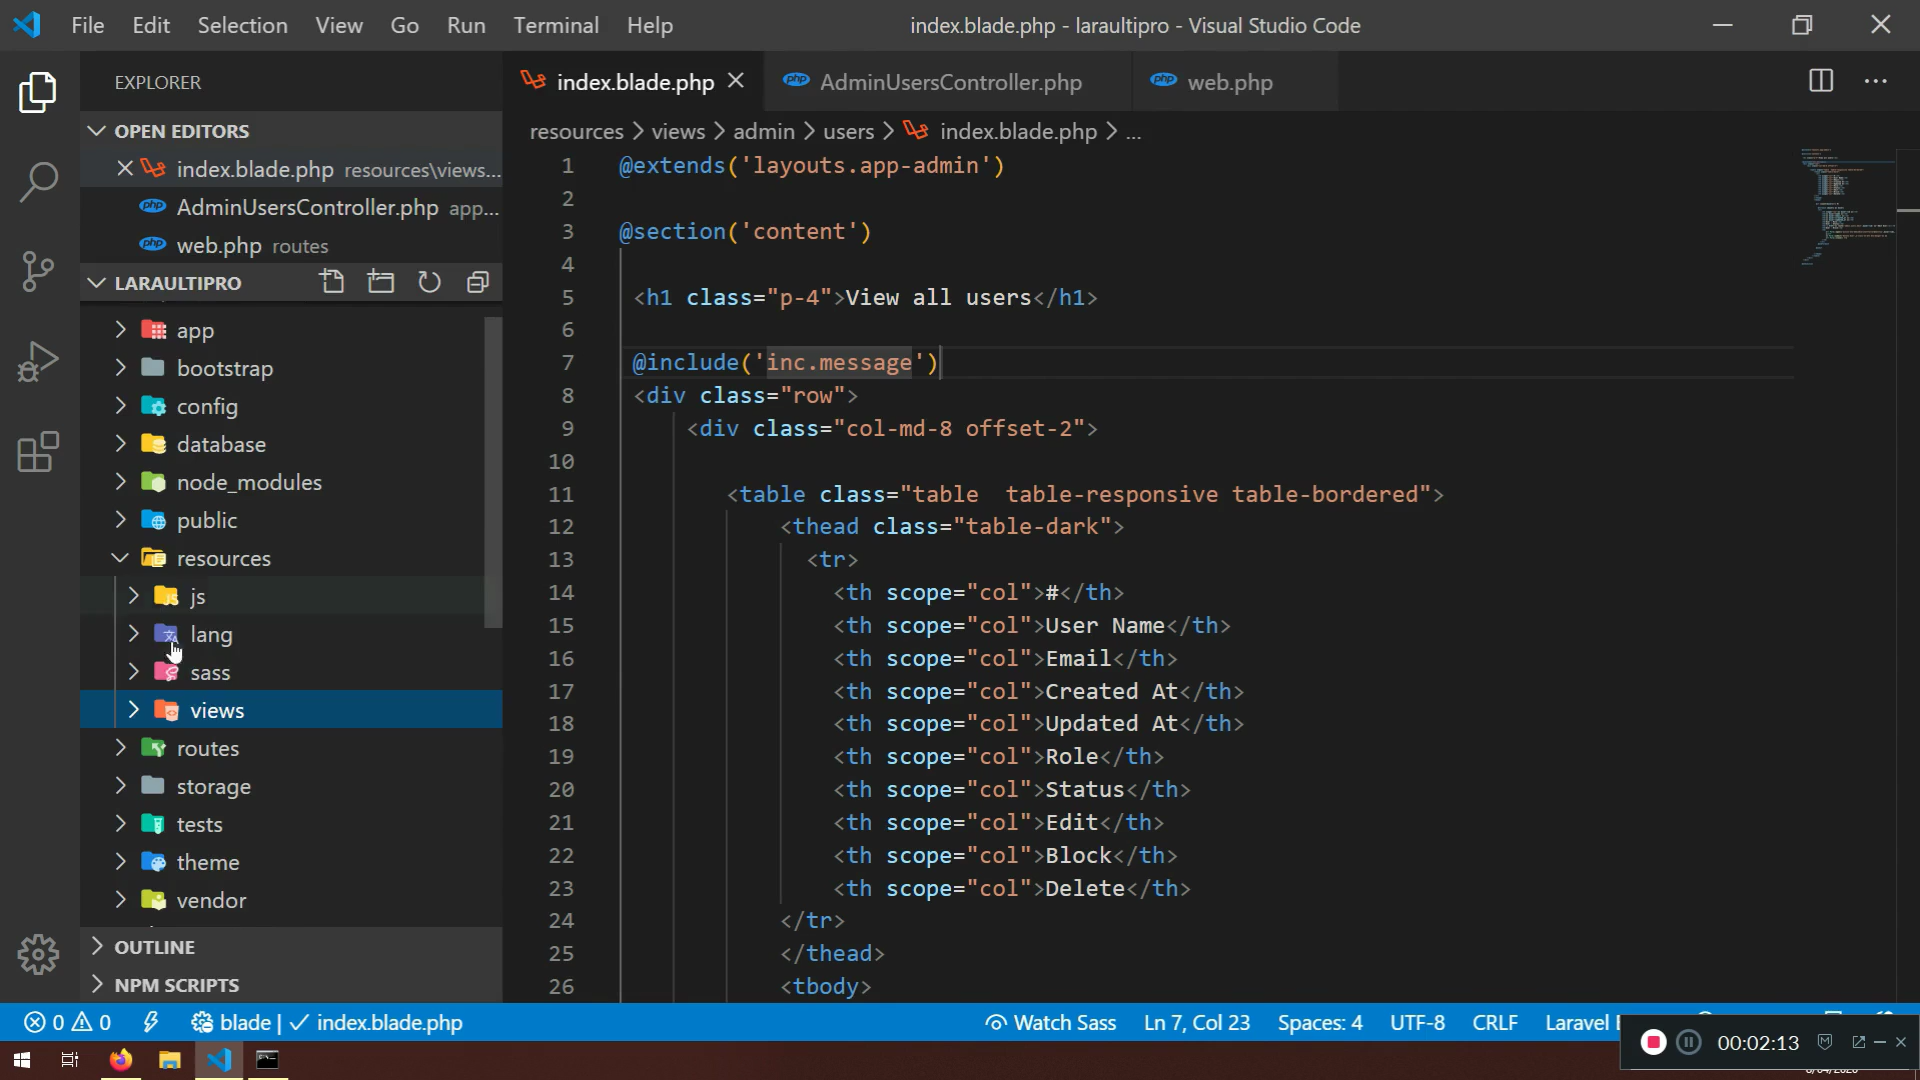 File Edit Selection View Go Run Terminal Help
index.blade.php - laraultipro - Visual Studio Code
EXPLORER
OPEN EDITORS
index.blade.php resources\views...
AdminUsersController.php app...
web.php routes
LARAULTIPRO
app
bootstrap
config
database
node_modules
public
resources
js
lang
sass
views
routes
storage
tests
theme
vendor
OUTLINE
NPM SCRIPTS
index.blade.php
AdminUsersController.php
web.php
resources > views > admin > users > index.blade.php > ...
1 @extends('layouts.app-admin')
2
3 @section('content')
4
5 <h1 class="p-4">View all users</h1>
6
7 @include('inc.message')
8 <div class="row">
9 <div class="col-md-8 offset-2">
10
11 <table class="table  table-responsive table-bordered">
12 <thead class="table-dark">
13 <tr>
14 <th scope="col">#</th>
15 <th scope="col">User Name</th>
16 <th scope="col">Email</th>
17 <th scope="col">Created At</th>
18 <th scope="col">Updated At</th>
19 <th scope="col">Role</th>
20 <th scope="col">Status</th>
21 <th scope="col">Edit</th>
22 <th scope="col">Block</th>
23 <th scope="col">Delete</th>
24 </tr>
25 </thead>
26 <tbody>
0 0 blade | ✓ index.blade.php
Watch Sass Ln 7, Col 23 Spaces: 4 UTF-8 CRLF Laravel
00:02:13